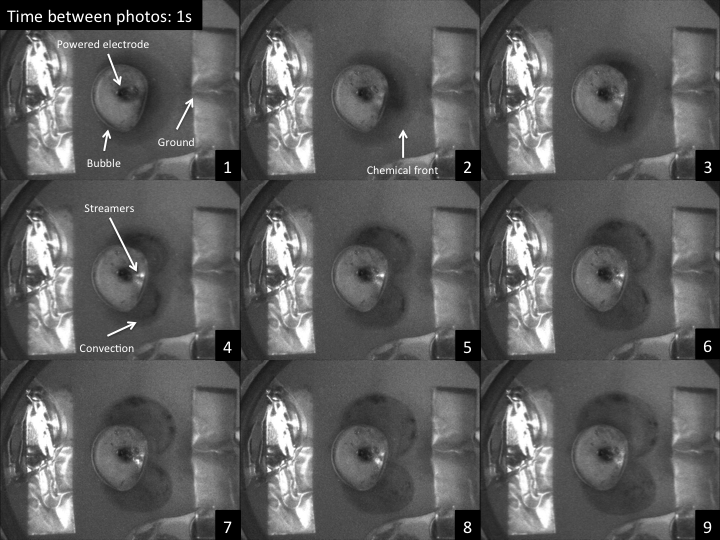 Time between photos: 1s
Powered electrode
Ground
Bubble
1
Chemical front
2
3
Streamers
Convection
4
5
6
7
8
9